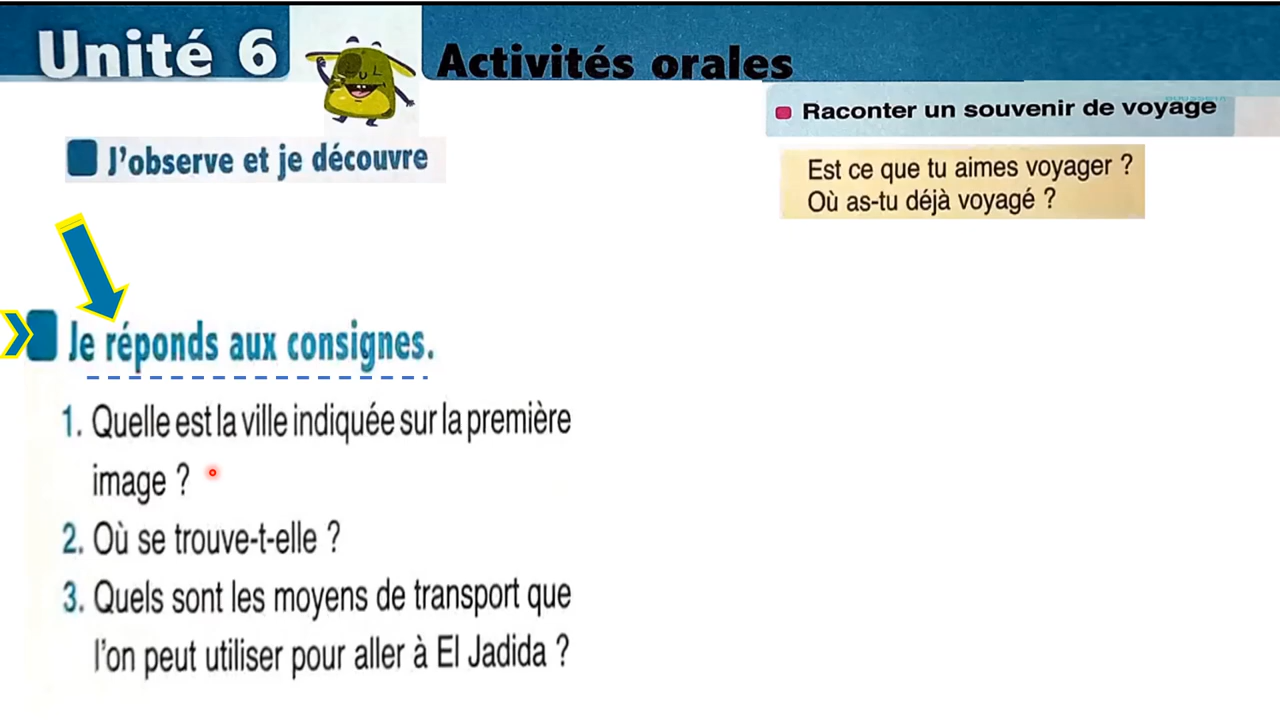 Unité 6
Activités orales
Raconter un souvenir de voyage
J'observe et je découvre
Est ce que tu aimes voyager ?
Où as-tu déjà voyagé ?
Je réponds aux consignes.
1. Quelle est la ville indiquée sur la première
image ?
2. Où se trouve-t-elle ?
3. Quels sont les moyens de transport que
l'on peut utiliser pour aller à El Jadida ?